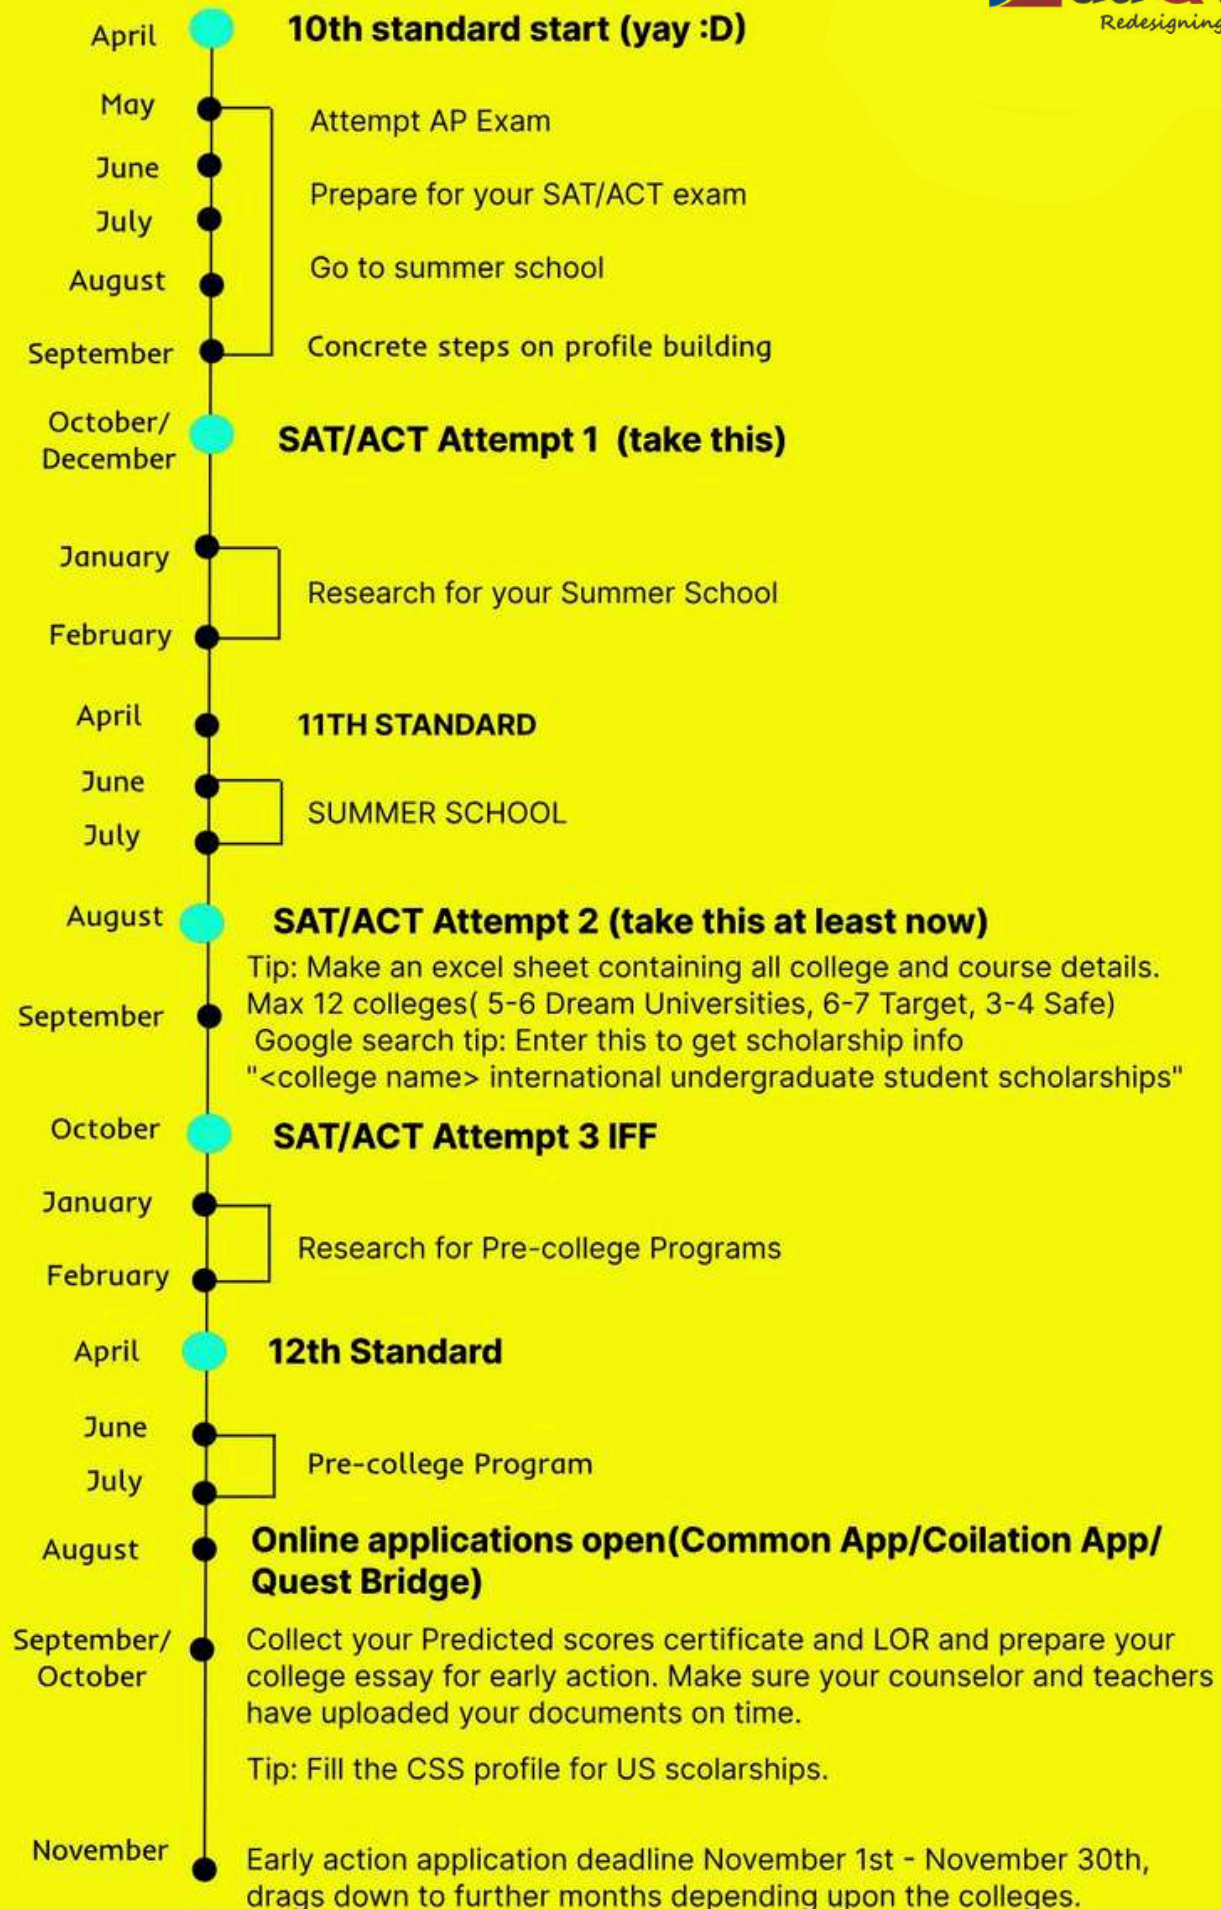 Redesigning
April
10th standard start (yay :D)
May
Attempt AP Exam
June
Prepare for your SAT/ACT exam
July
Go to summer school
August
September
Concrete steps on profile building
October/
December
SAT/ACT Attempt 1 (take this)
January
Research for your Summer School
February
April
11TH STANDARD
June
SUMMER SCHOOL
July
August
SAT/ACT Attempt 2 (take this at least now)
Tip: Make an excel sheet containing all college and course details.
September
Max 12 colleges( 5-6 Dream Universities, 6-7 Target, 3-4 Safe)
Google search tip: Enter this to get scholarship info
"<college name> international undergraduate student scholarships"
October
SAT/ACT Attempt 3 IFF
January
Research for Pre-college Programs
February
April
12th Standard
June
Pre-college Program
July
August
Online applications open(Common App/Coilation App/
Quest Bridge)
September/
October
Collect your Predicted scores certificate and LOR and prepare your
college essay for early action. Make sure your counselor and teachers
have uploaded your documents on time.
Tip: Fill the CSS profile for US scolarships.
November
Early action application deadline November 1st - November 30th,
drags down to further months depending upon the colleges.